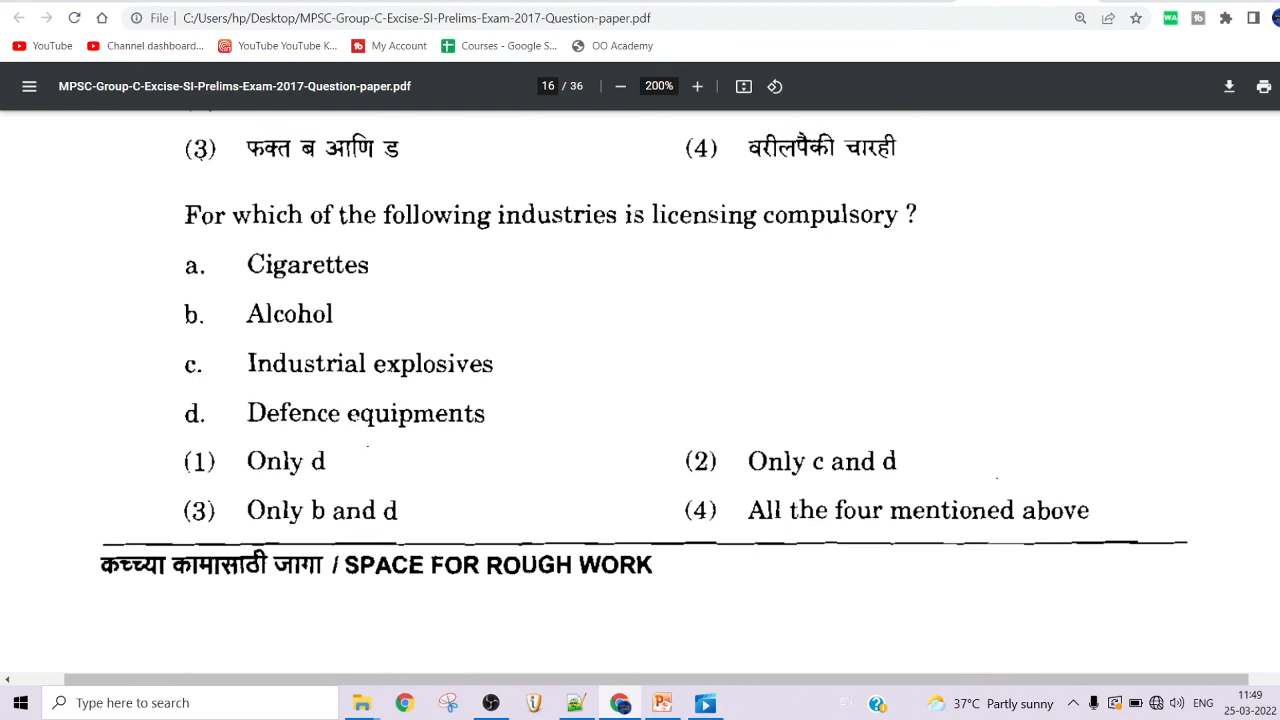 File | C:/Users/hp/Desktop/MPSC-Group-C-Excise-SI-Prelims-Exam-2017-Question-paper.pdf
YouTube Channel dashboard... YouTube YouTube K... My Account Courses - Google S... OO Academy
MPSC-Group-C-Excise-SI-Prelims-Exam-2017-Question-paper.pdf 16 / 36 200%
(3) फक्त ब आणि ड (4) वरीलपैकी चारही
For which of the following industries is licensing compulsory ?
a. Cigarettes
b. Alcohol
c. Industrial explosives
d. Defence equipments
(1) Only d (2) Only c and d
(3) Only b and d (4) All the four mentioned above
कच्च्या कामासाठी जागा / SPACE FOR ROUGH WORK
Type here to search 37°C Partly sunny ENG 11:49
25-03-2022